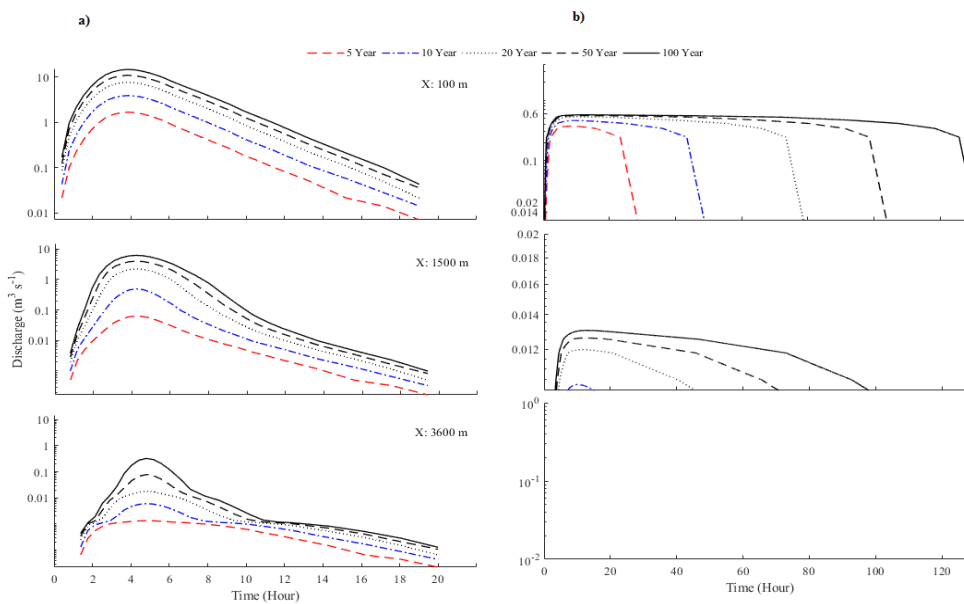 a)
b)
5 Year 10 Year 20 Year 50 Year 100 Year
X: 100 m
10
1
0.1
0.01
0.6
0.1
0.02
0.014
X: 1500 m
10
1
0.1
0.01
0.02
0.018
0.016
0.014
0.012
Discharge (m³ s⁻¹)
X: 3600 m
1
0.1
0.01
10⁰
10⁻¹
10⁻²
0 2 4 6 8 10 12 14 16 18 20
0 20 40 60 80 100 120
Time (Hour)
Time (Hour)